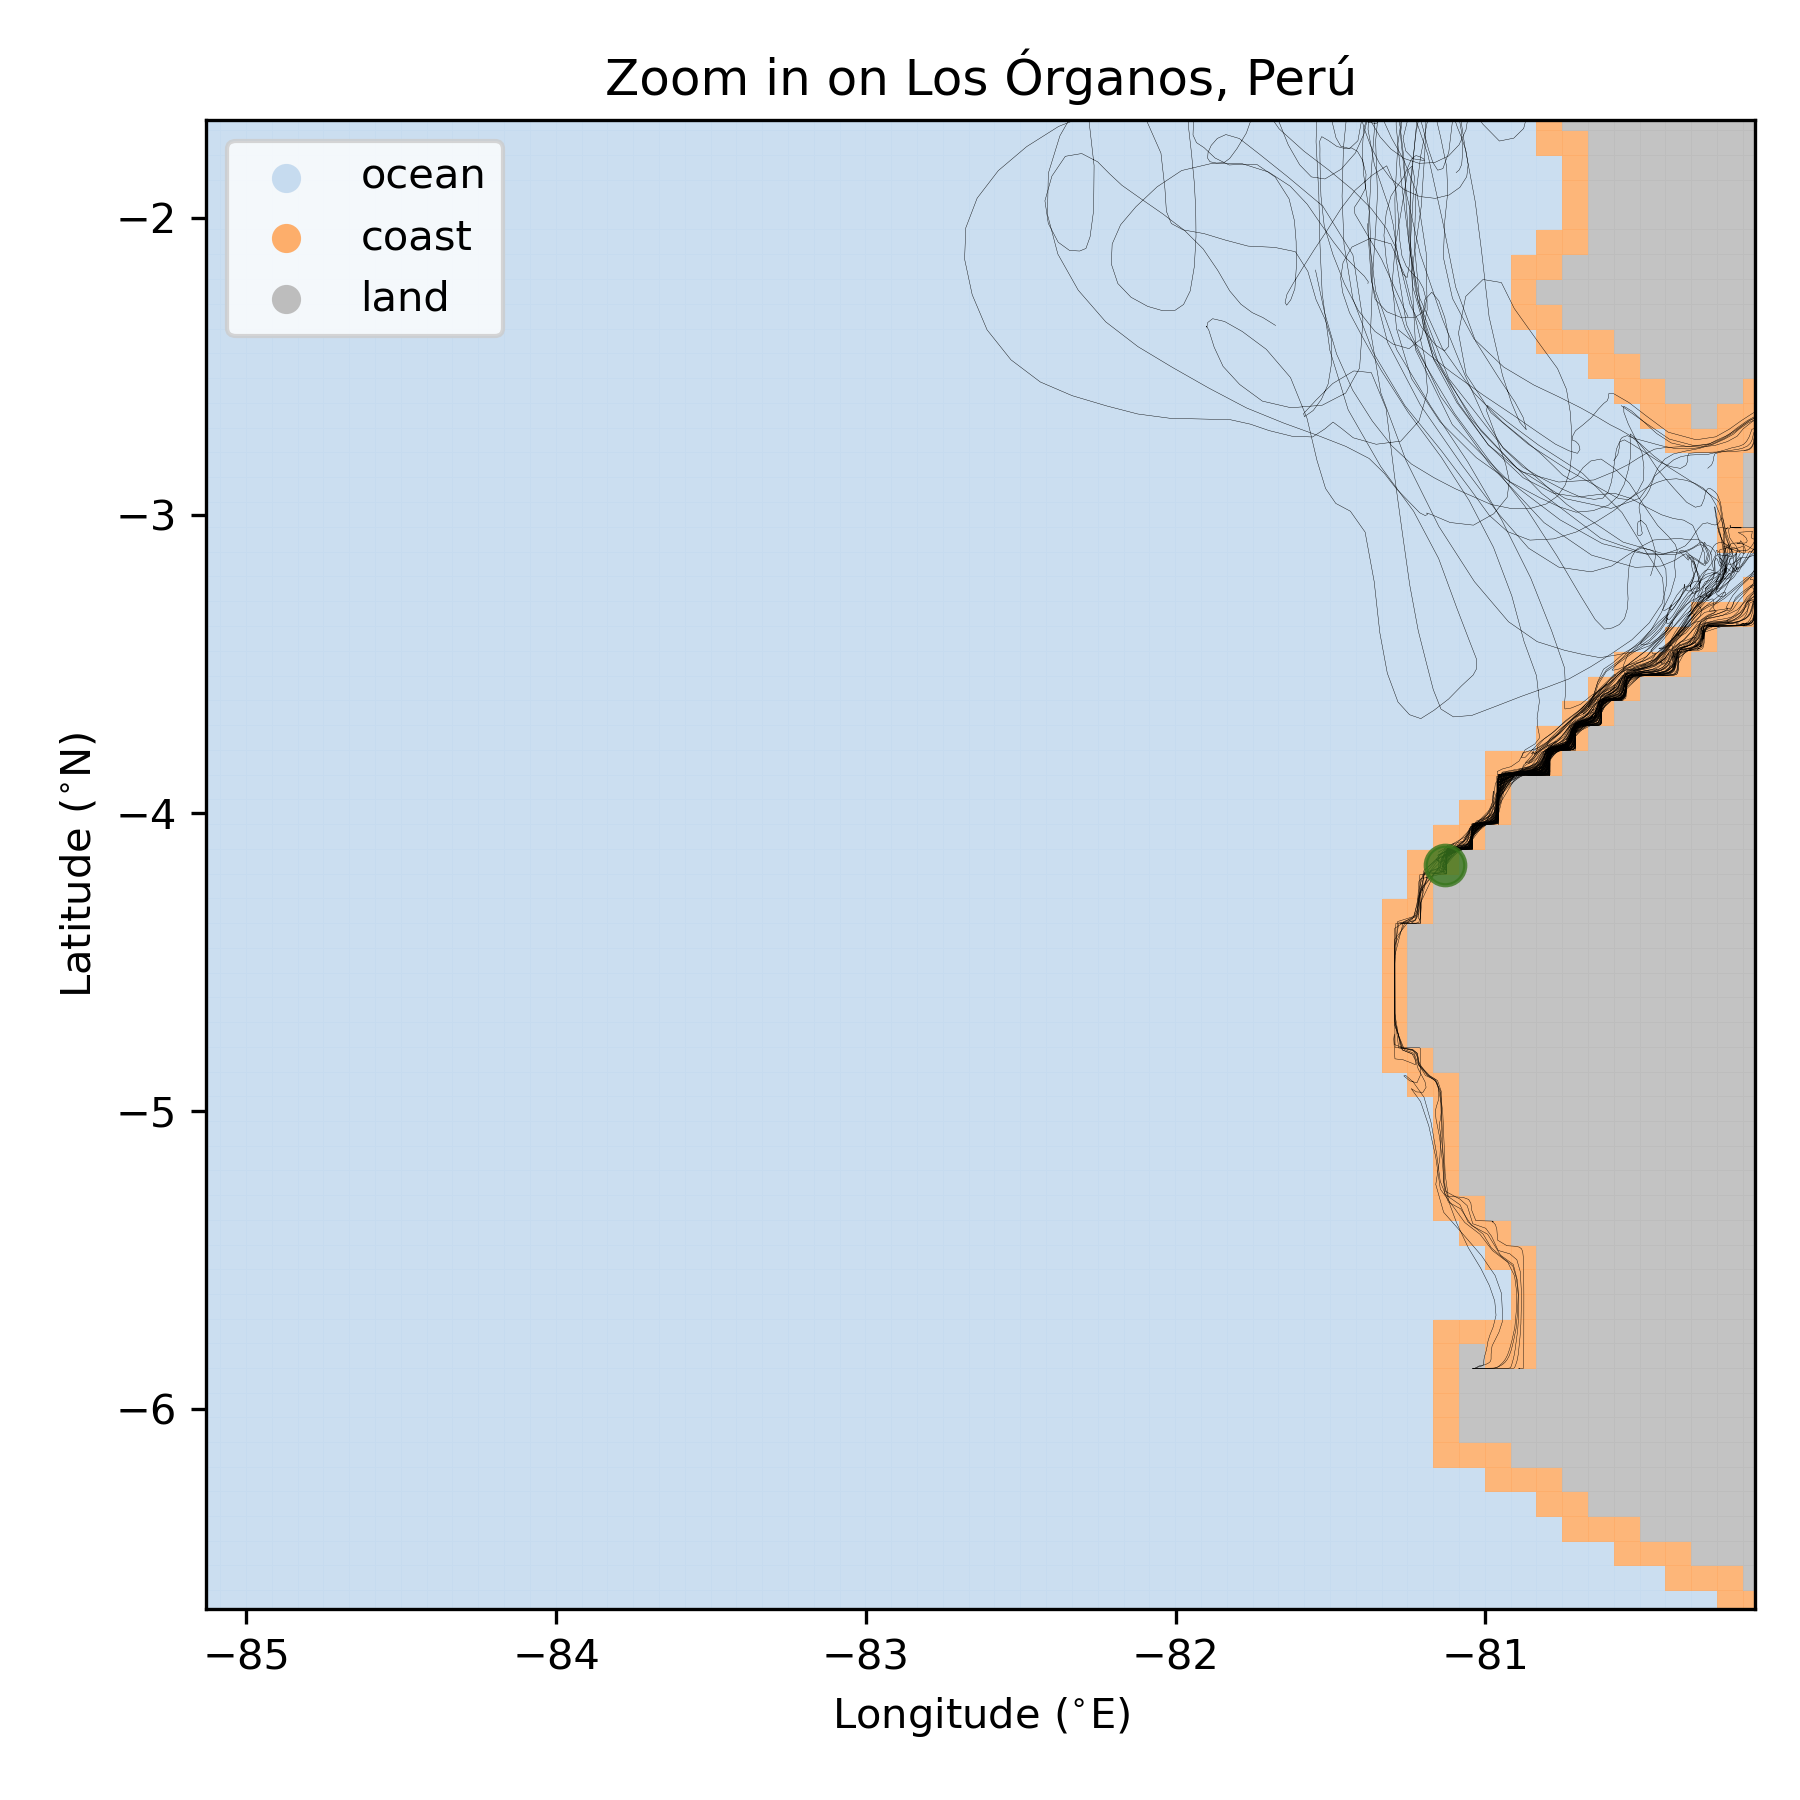 Zoom in on Los Órganos, Perú
ocean
coast
land
−2
−3
−4
−5
−6
Latitude (°N)
−85
−84
−83
−82
−81
Longitude (°E)